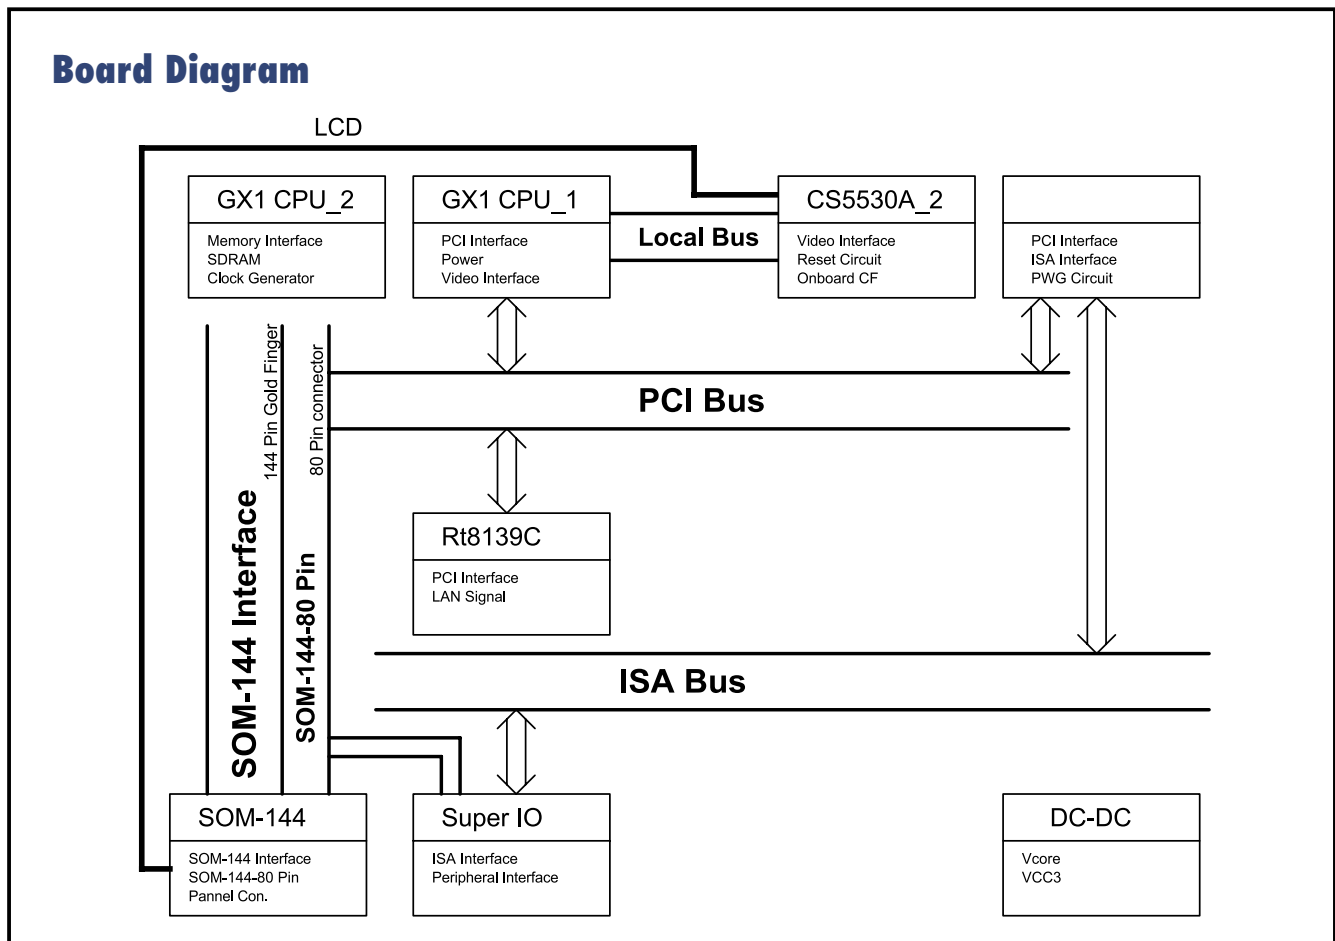 Board Diagram
LCD
GX1 CPU_2
Memory Interface
SDRAM
Clock Generator
GX1 CPU_1
PCI Interface
Power
Video Interface
Local Bus
CS5530A_2
Video Interface
Reset Circuit
Onboard CF
PCI Interface
ISA Interface
PWG Circuit
144 Pin Gold Finger
80 Pin connector
PCI Bus
SOM-144 Interface
SOM-144-80 Pin
Rt8139C
PCI Interface
LAN Signal
ISA Bus
SOM-144
SOM-144 Interface
SOM-144-80 Pin
Pannel Con.
Super IO
ISA Interface
Peripheral Interface
DC-DC
Vcore
VCC3